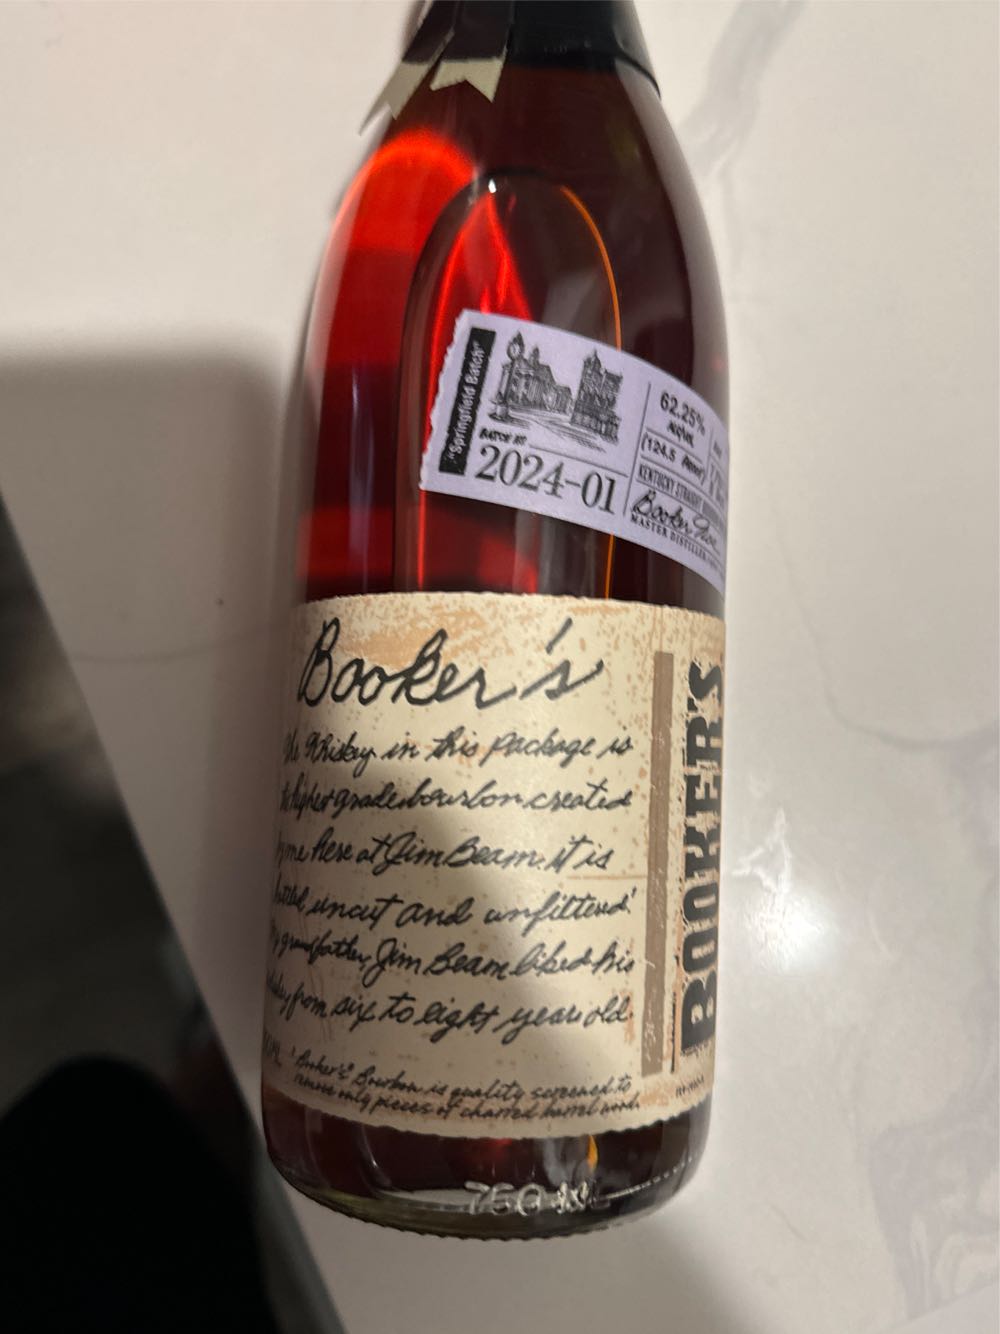 "Springfield Batch"
BATCH Nº
2024-01
62.25%
Alc/Vol.
(124.5 Proof)
KENTUCKY STRAIGHT
Booker Noe
MASTER DISTILLER
Booker's
The Whiskey in this package is
the highest grade bourbon created
by me here at Jim Beam. it is
bottled uncut and unfiltered.'
My grandfather, Jim Beam liked his
from six to eight years old.
'Booker's® Bourbon is quality screened to
remove only pieces of charred barrel wood.
BOOKER'S
750 ML